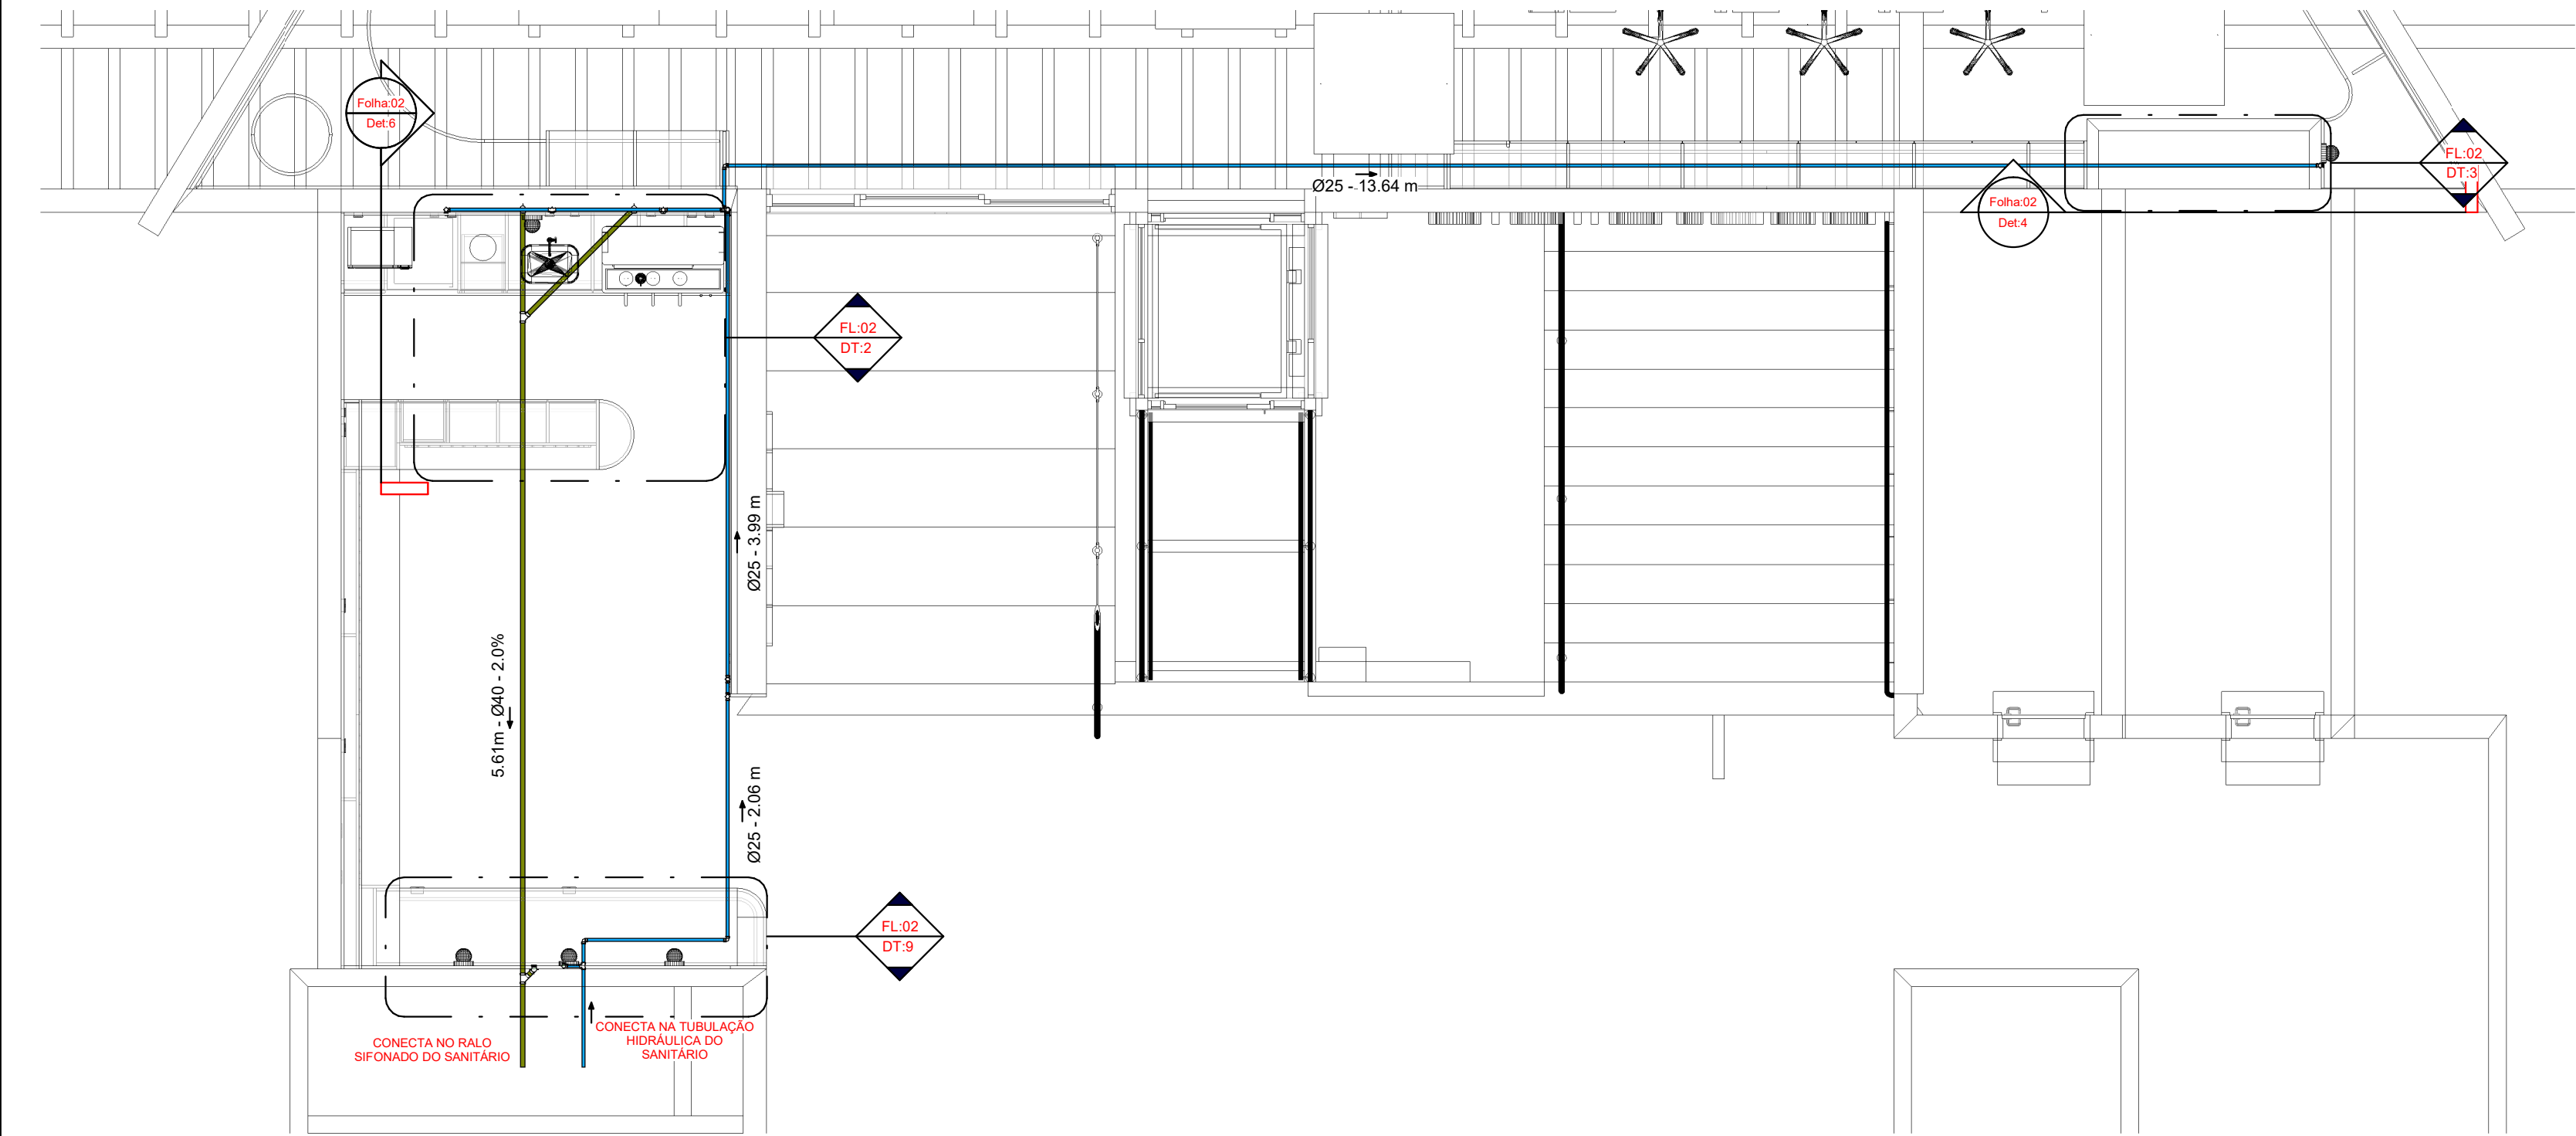 Folha:02
Det:6
Ø25 - 13.64 m
FL:02
DT:3
Folha:02
Det:4
FL:02
DT:2
Ø25 - 3.99 m
5.61m - Ø40 - 2.0%
Ø25 - 2.06 m
FL:02
DT:9
CONECTA NO RALO
SIFONADO DO SANITÁRIO
CONECTA NA TUBULAÇÃO
HIDRÁULICA DO
SANITÁRIO